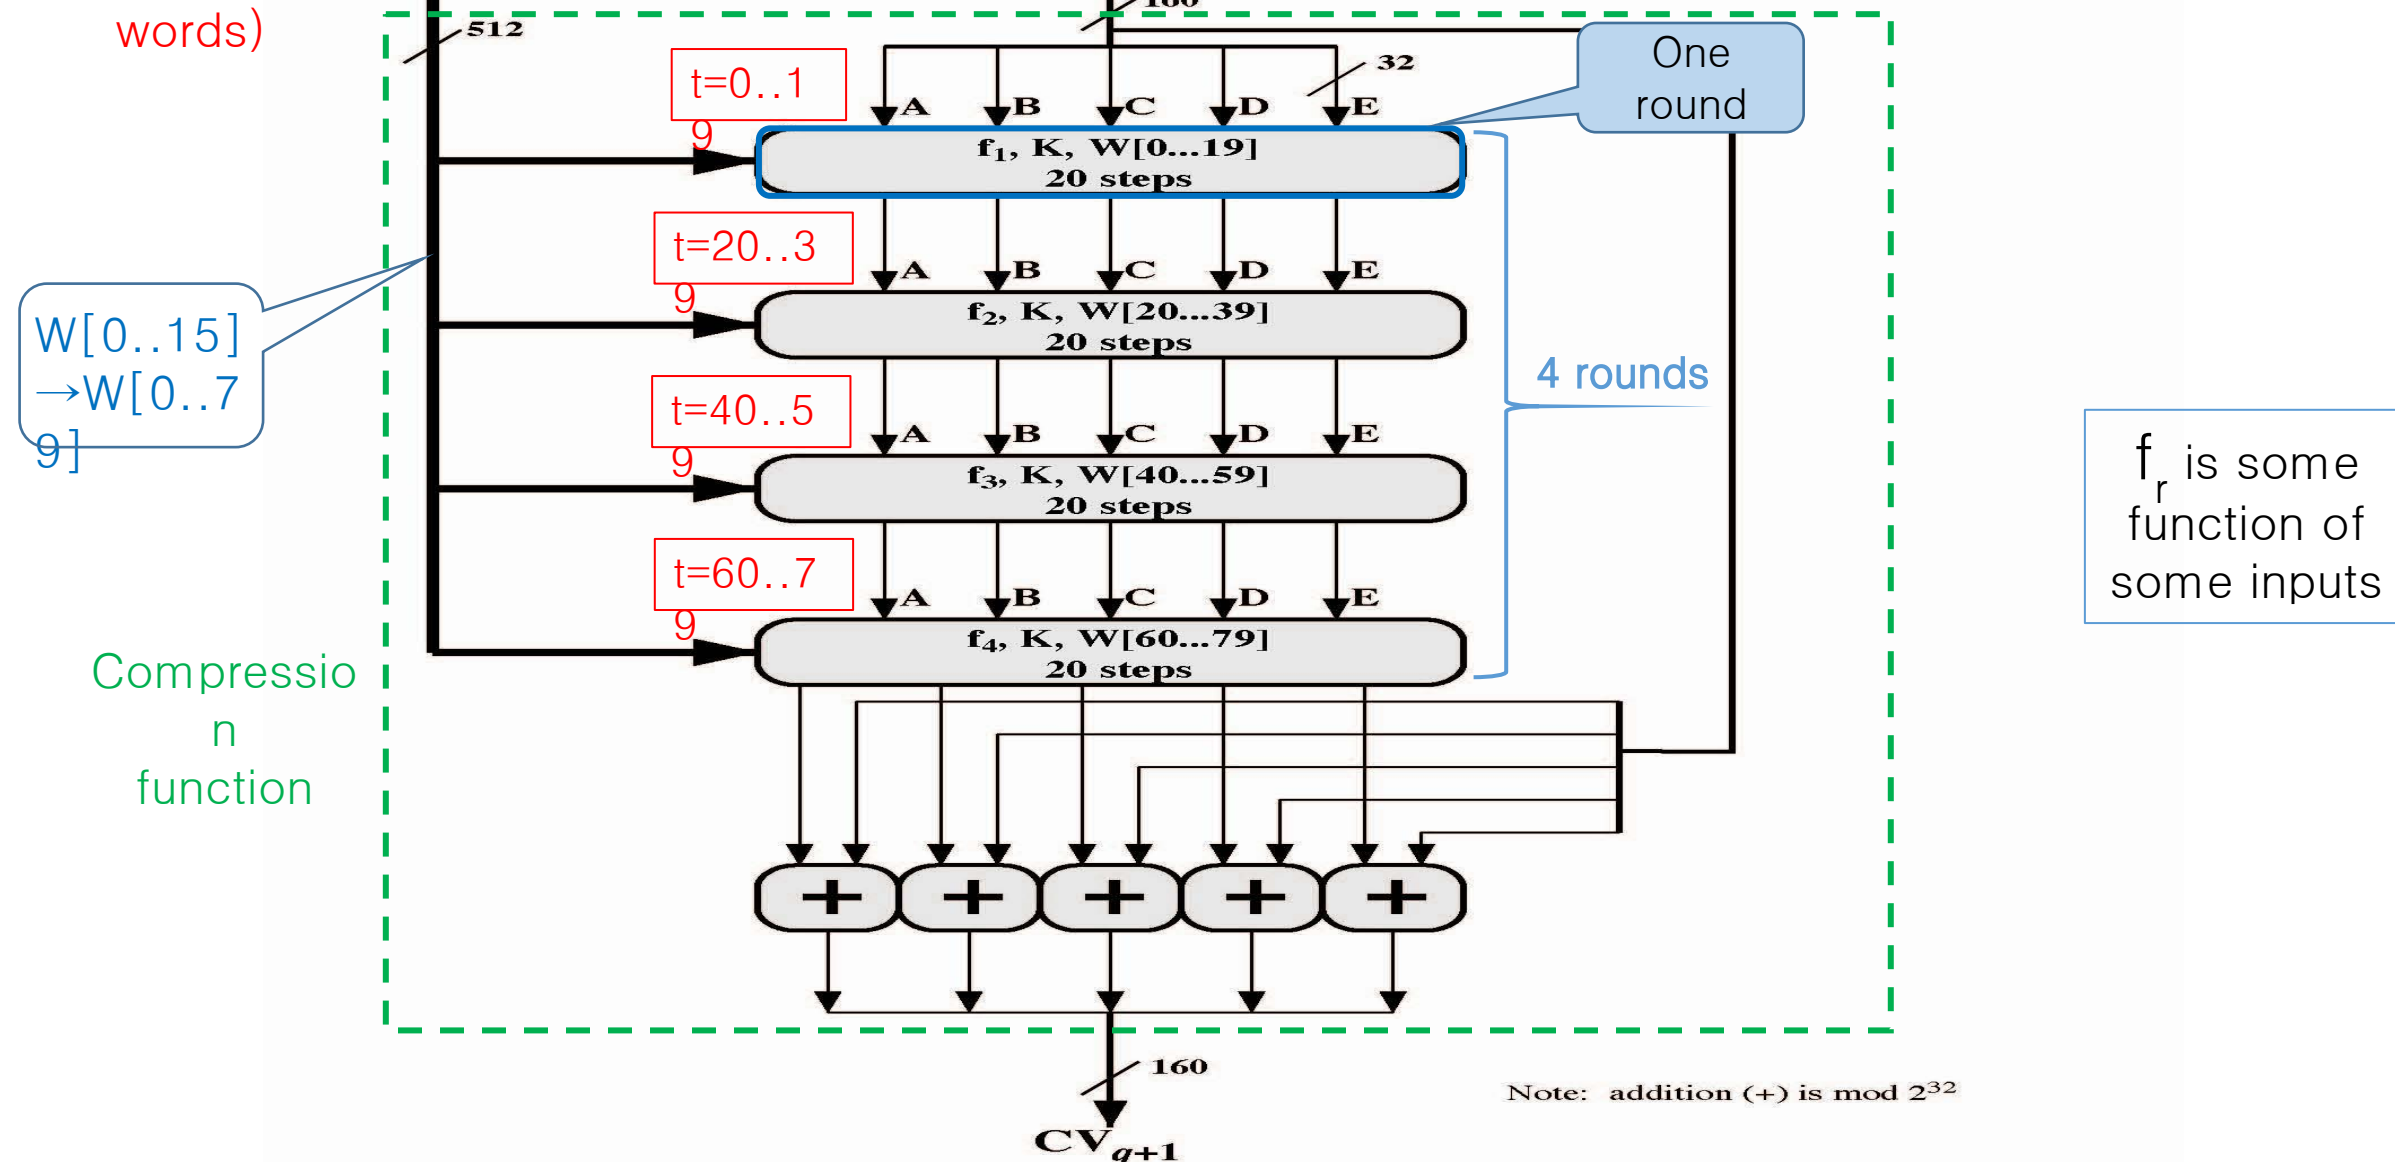 words)
512
160
32
One
round
t=0..1
9
A B C D E
f1, K, W[0...19]
20 steps
t=20..3
9
A B C D E
f2, K, W[20...39]
20 steps
W[0..15]
→W[0..7
9]
4 rounds
t=40..5
9
A B C D E
f3, K, W[40...59]
20 steps
fr is some
function of
some inputs
t=60..7
9
A B C D E
f4, K, W[60...79]
20 steps
Compressio
n
function
+ + + + +
160
Note: addition (+) is mod 2^32
CVq+1